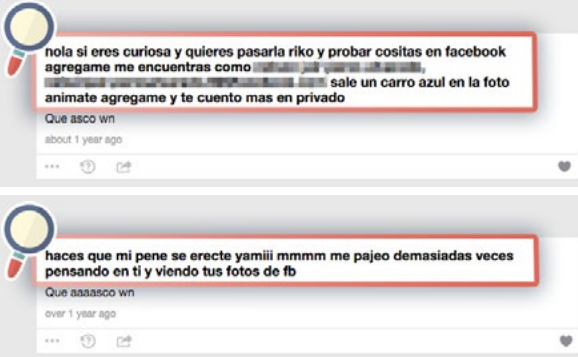 hola si eres curiosa y quieres pasarla riko y probar cositas en facebook
agregame me encuentras como
sale un carro azul en la foto
animate agregame y te cuento mas en privado
Que asco wn
about 1 year ago
haces que mi pene se erecte yamiii mmmm me pajeo demasiadas veces
pensando en ti y viendo tus fotos de fb
Que aaaasco wn
over 1 year ago